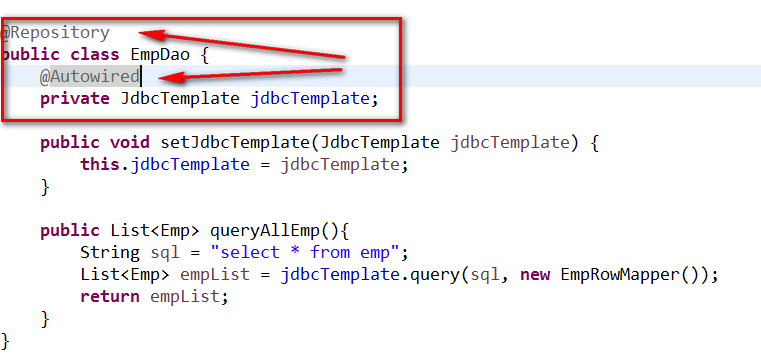 @Repository
public class EmpDao {
@Autowired
private JdbcTemplate jdbcTemplate;
public void setJdbcTemplate(JdbcTemplate jdbcTemplate) {
this.jdbcTemplate = jdbcTemplate;
}
public List<Emp> queryAllEmp(){
String sql = "select * from emp";
List<Emp> empList = jdbcTemplate.query(sql, new EmpRowMapper());
return empList;
}
}